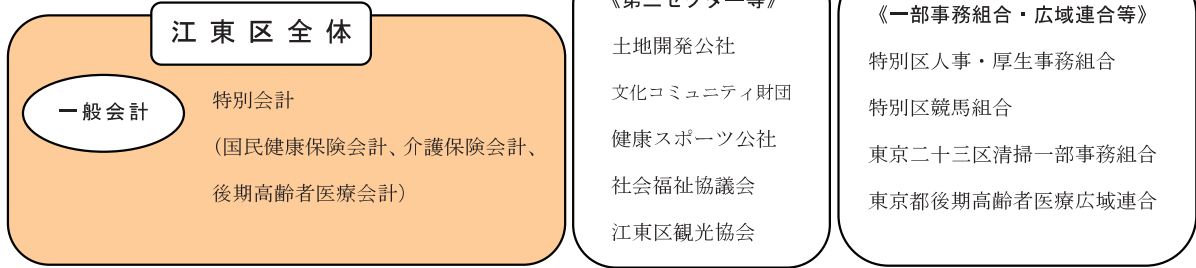 江東区全体
一般会計
特別会計
(国民健康保険会計、介護保険会計、
後期高齢者医療会計)
土地開発公社
文化コミュニティ財団
健康スポーツ公社
社会福祉協議会
江東区観光協会
《一部事務組合・広域連合等》
特別区人事・厚生事務組合
特別区競馬組合
東京二十三区清掃一部事務組合
東京都後期高齢者医療広域連合